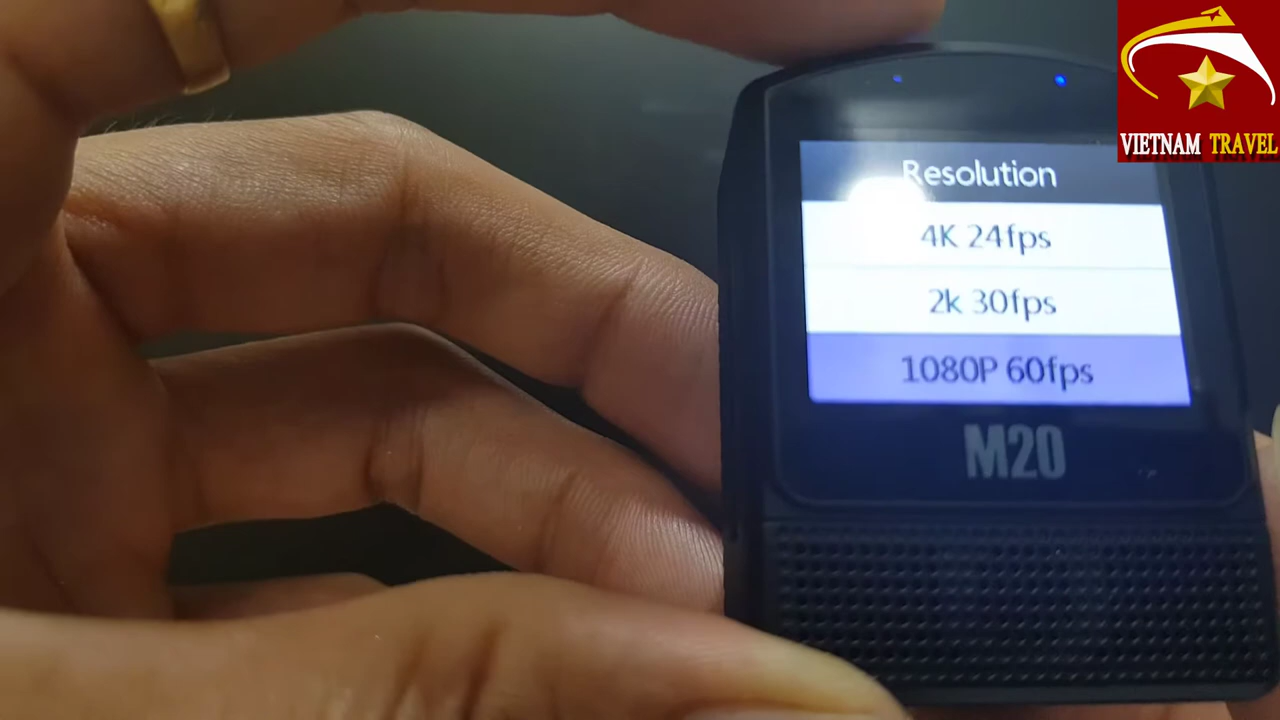 VIETNAM TRAVEL
Resolution
4K 24fps
2k 30fps
1080P 60fps
M20